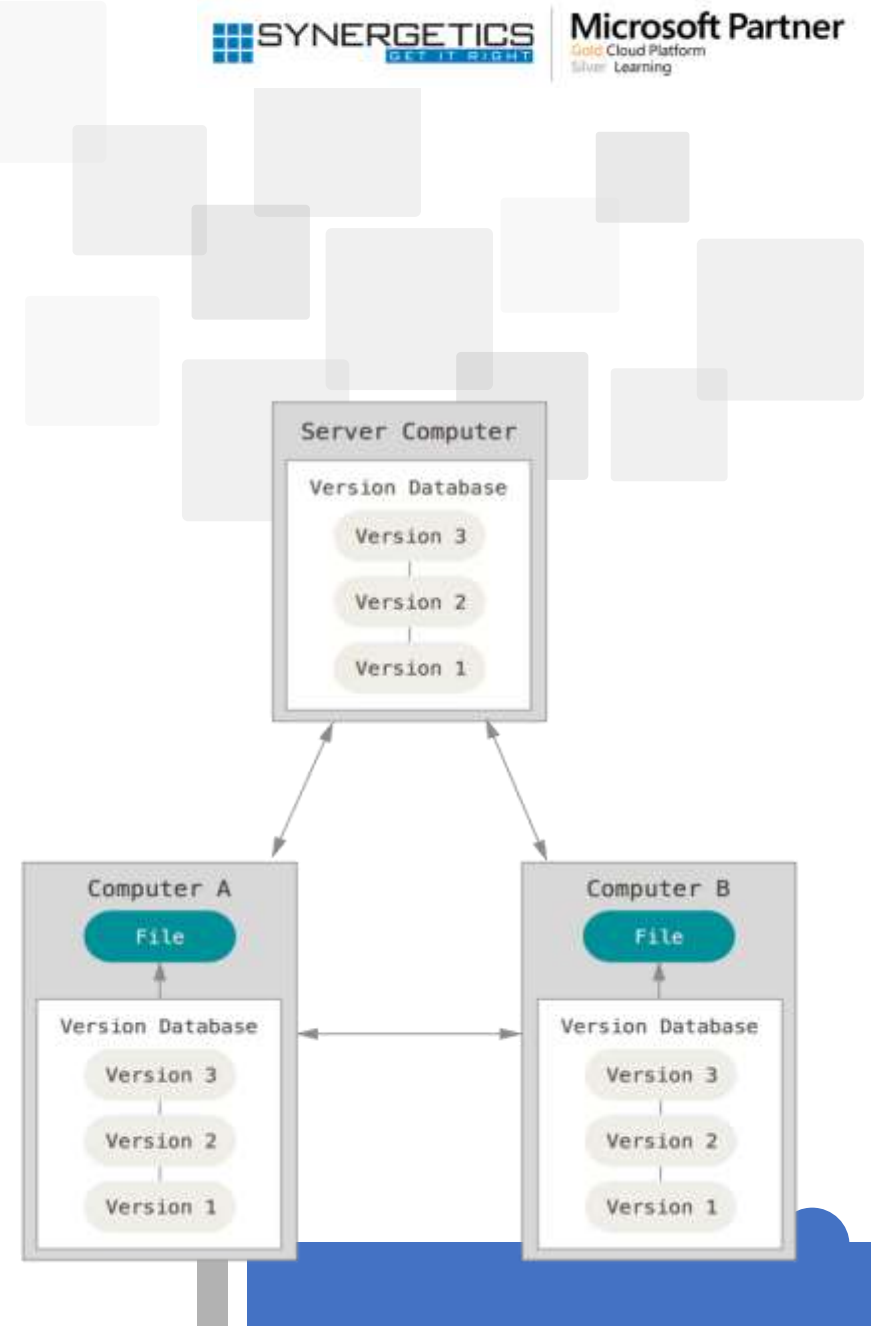 SYNERGETICS
GET IT RIGHT
Microsoft Partner
Gold Cloud Platform
Silver Learning
Server Computer
Version Database
Version 3
Version 2
Version 1
Computer A
File
Version Database
Version 3
Version 2
Version 1
Computer B
File
Version Database
Version 3
Version 2
Version 1